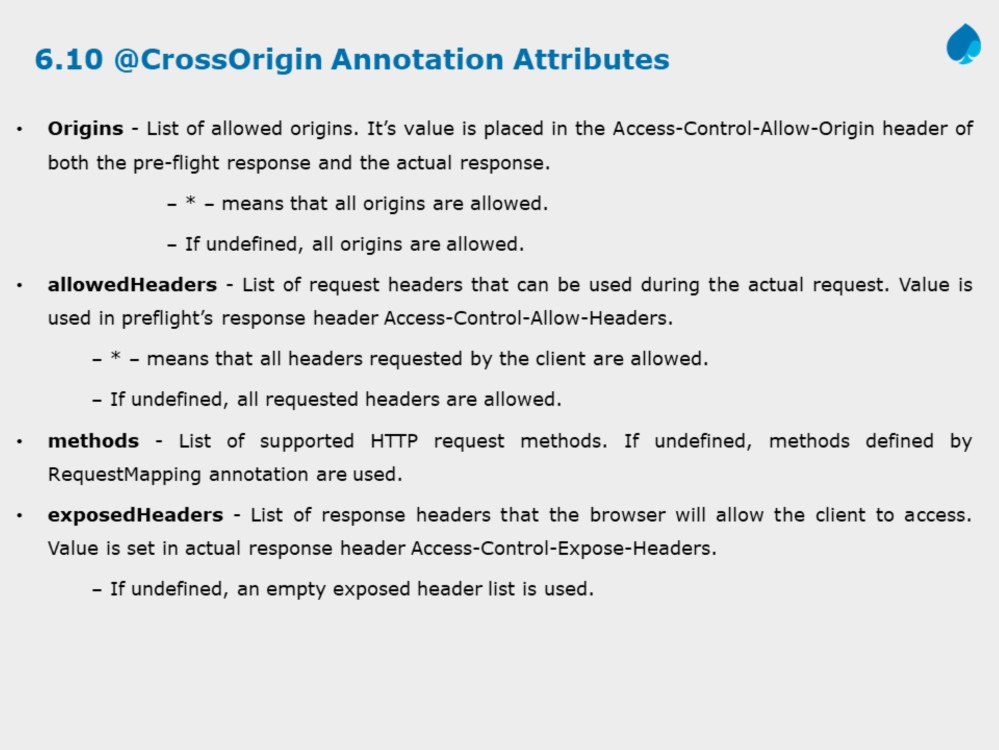 6.10 @CrossOrigin Annotation Attributes
• Origins - List of allowed origins. It’s value is placed in the Access-Control-Allow-Origin header of
both the pre-flight response and the actual response.
– * – means that all origins are allowed.
– If undefined, all origins are allowed.
• allowedHeaders - List of request headers that can be used during the actual request. Value is
used in preflight’s response header Access-Control-Allow-Headers.
– * – means that all headers requested by the client are allowed.
– If undefined, all requested headers are allowed.
• methods - List of supported HTTP request methods. If undefined, methods defined by
RequestMapping annotation are used.
• exposedHeaders - List of response headers that the browser will allow the client to access.
Value is set in actual response header Access-Control-Expose-Headers.
– If undefined, an empty exposed header list is used.